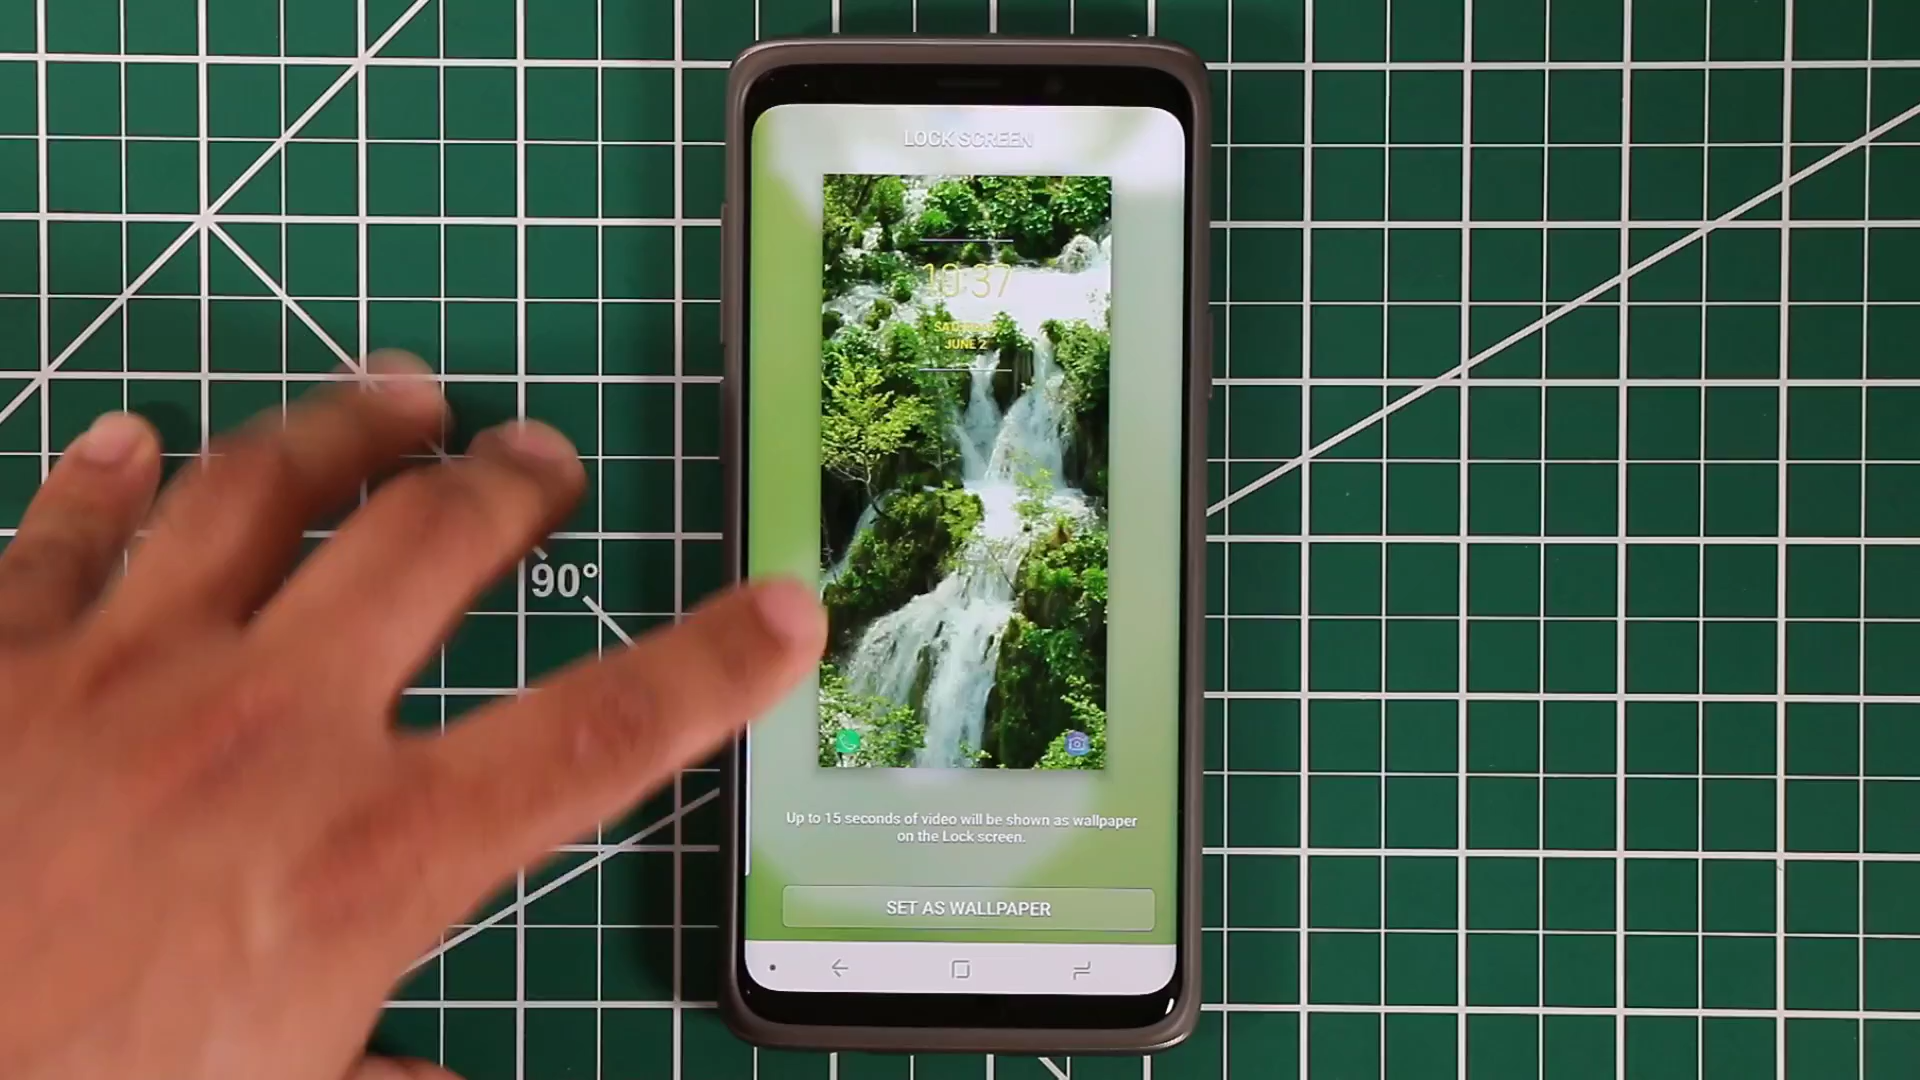 LOCK SCREEN
10:37
SATURDAY
JUNE 2
90°
Up to 15 seconds of video will be shown as wallpaper
on the Lock screen.
SET AS WALLPAPER